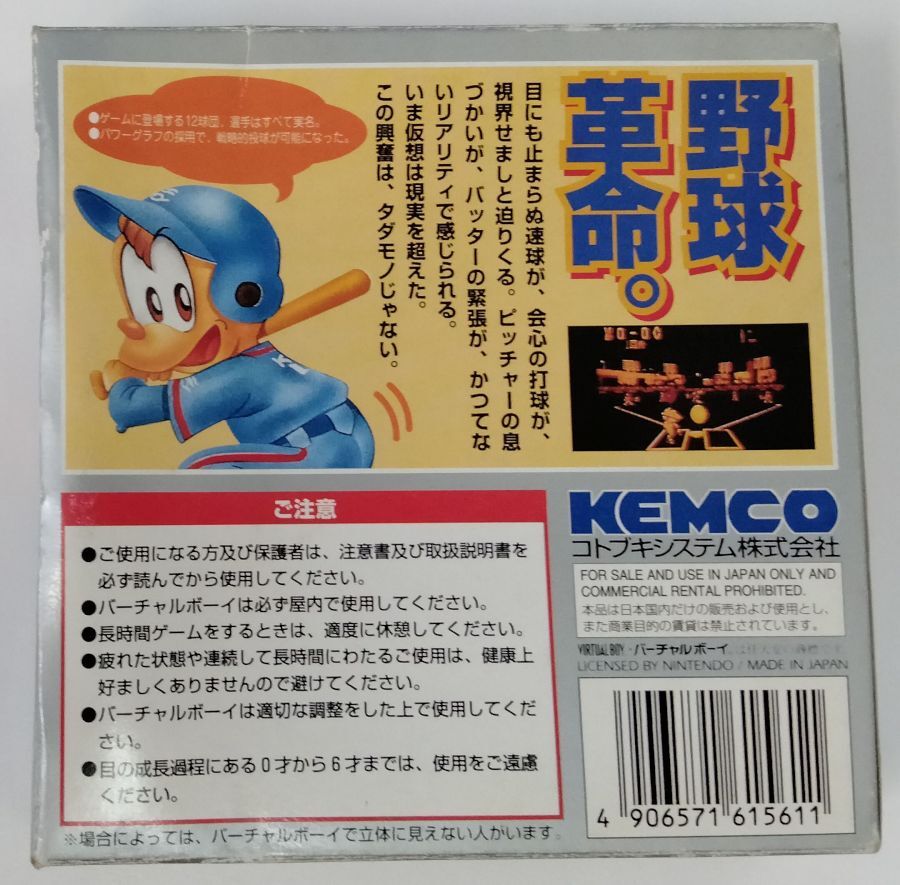 野球
革命。
目にも止まらぬ速球が、会心の打球が、
視界せましと迫りくる。ピッチャーの息
づかいが、バッターの緊張が、かつてな
いリアリティで感じられる。
いま仮想は現実を超えた。
この興奮は、タダモノじゃない。
●ゲームに登場する12球団、選手はすべて実名。
●パワーグラフの採用で、戦略的投球が可能になった。
ご注意
●ご使用になる方及び保護者は、注意書及び取扱説明書を
必ず読んでから使用してください。
●バーチャルボーイは必ず屋内で使用してください。
●長時間ゲームをするときは、適度に休憩してください。
●疲れた状態や連続して長時間にわたるご使用は、健康上
好ましくありませんので避けてください。
●バーチャルボーイは適切な調整をした上で使用してくだ
さい。
●目の成長過程にある0才から6才までは、使用をご遠慮
ください。
※場合によっては、バーチャルボーイで立体に見えない人がいます。
KEMCO
コトブキシステム株式会社
FOR SALE AND USE IN JAPAN ONLY AND
COMMERCIAL RENTAL PROHIBITED.
本品は日本国内だけの販売および使用とし、
また商業目的の賃貸は禁止されています。
VIRTUAL BOY・バーチャルボーイは任天堂の商標です。
LICENSED BY NINTENDO / MADE IN JAPAN
4 906571 615611